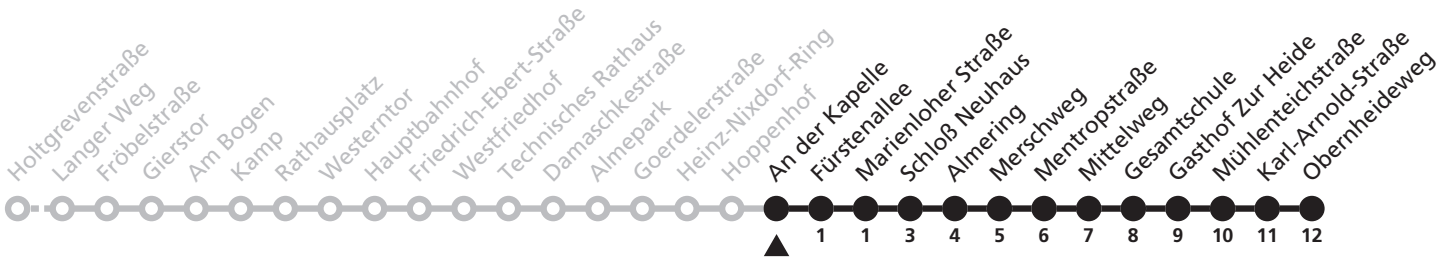 Holtgrevenstraße
Langer Weg
Fröbelstraße
Gierstor
Am Bogen
Kamp
Rathausplatz
Westerntor
Hauptbahnhof
Friedrich-Ebert-Straße
Westfriedhof
Technisches Rathaus
Damaschkestraße
Almepark
Goerdelerstraße
Heinz-Nixdorf-Ring
Hoppenhof
An der Kapelle
Fürstenallee
Marienloher Straße
Schloß Neuhaus
Almering
Merschweg
Mentropstraße
Mittelweg
Gesamtschule
Gasthof Zur Heide
Mühlenteichstraße
Karl-Arnold-Straße
Obernheideweg
1 1 3 4 5 6 7 8 9 10 11 12